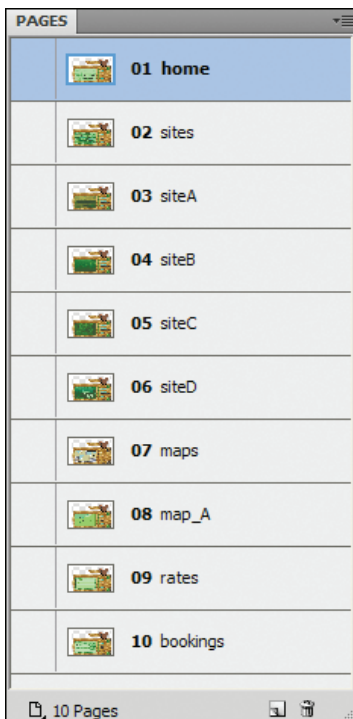 PAGES
01 home
02 sites
03 siteA
04 siteB
05 siteC
06 siteD
07 maps
08 map_A
09 rates
10 bookings
10 Pages